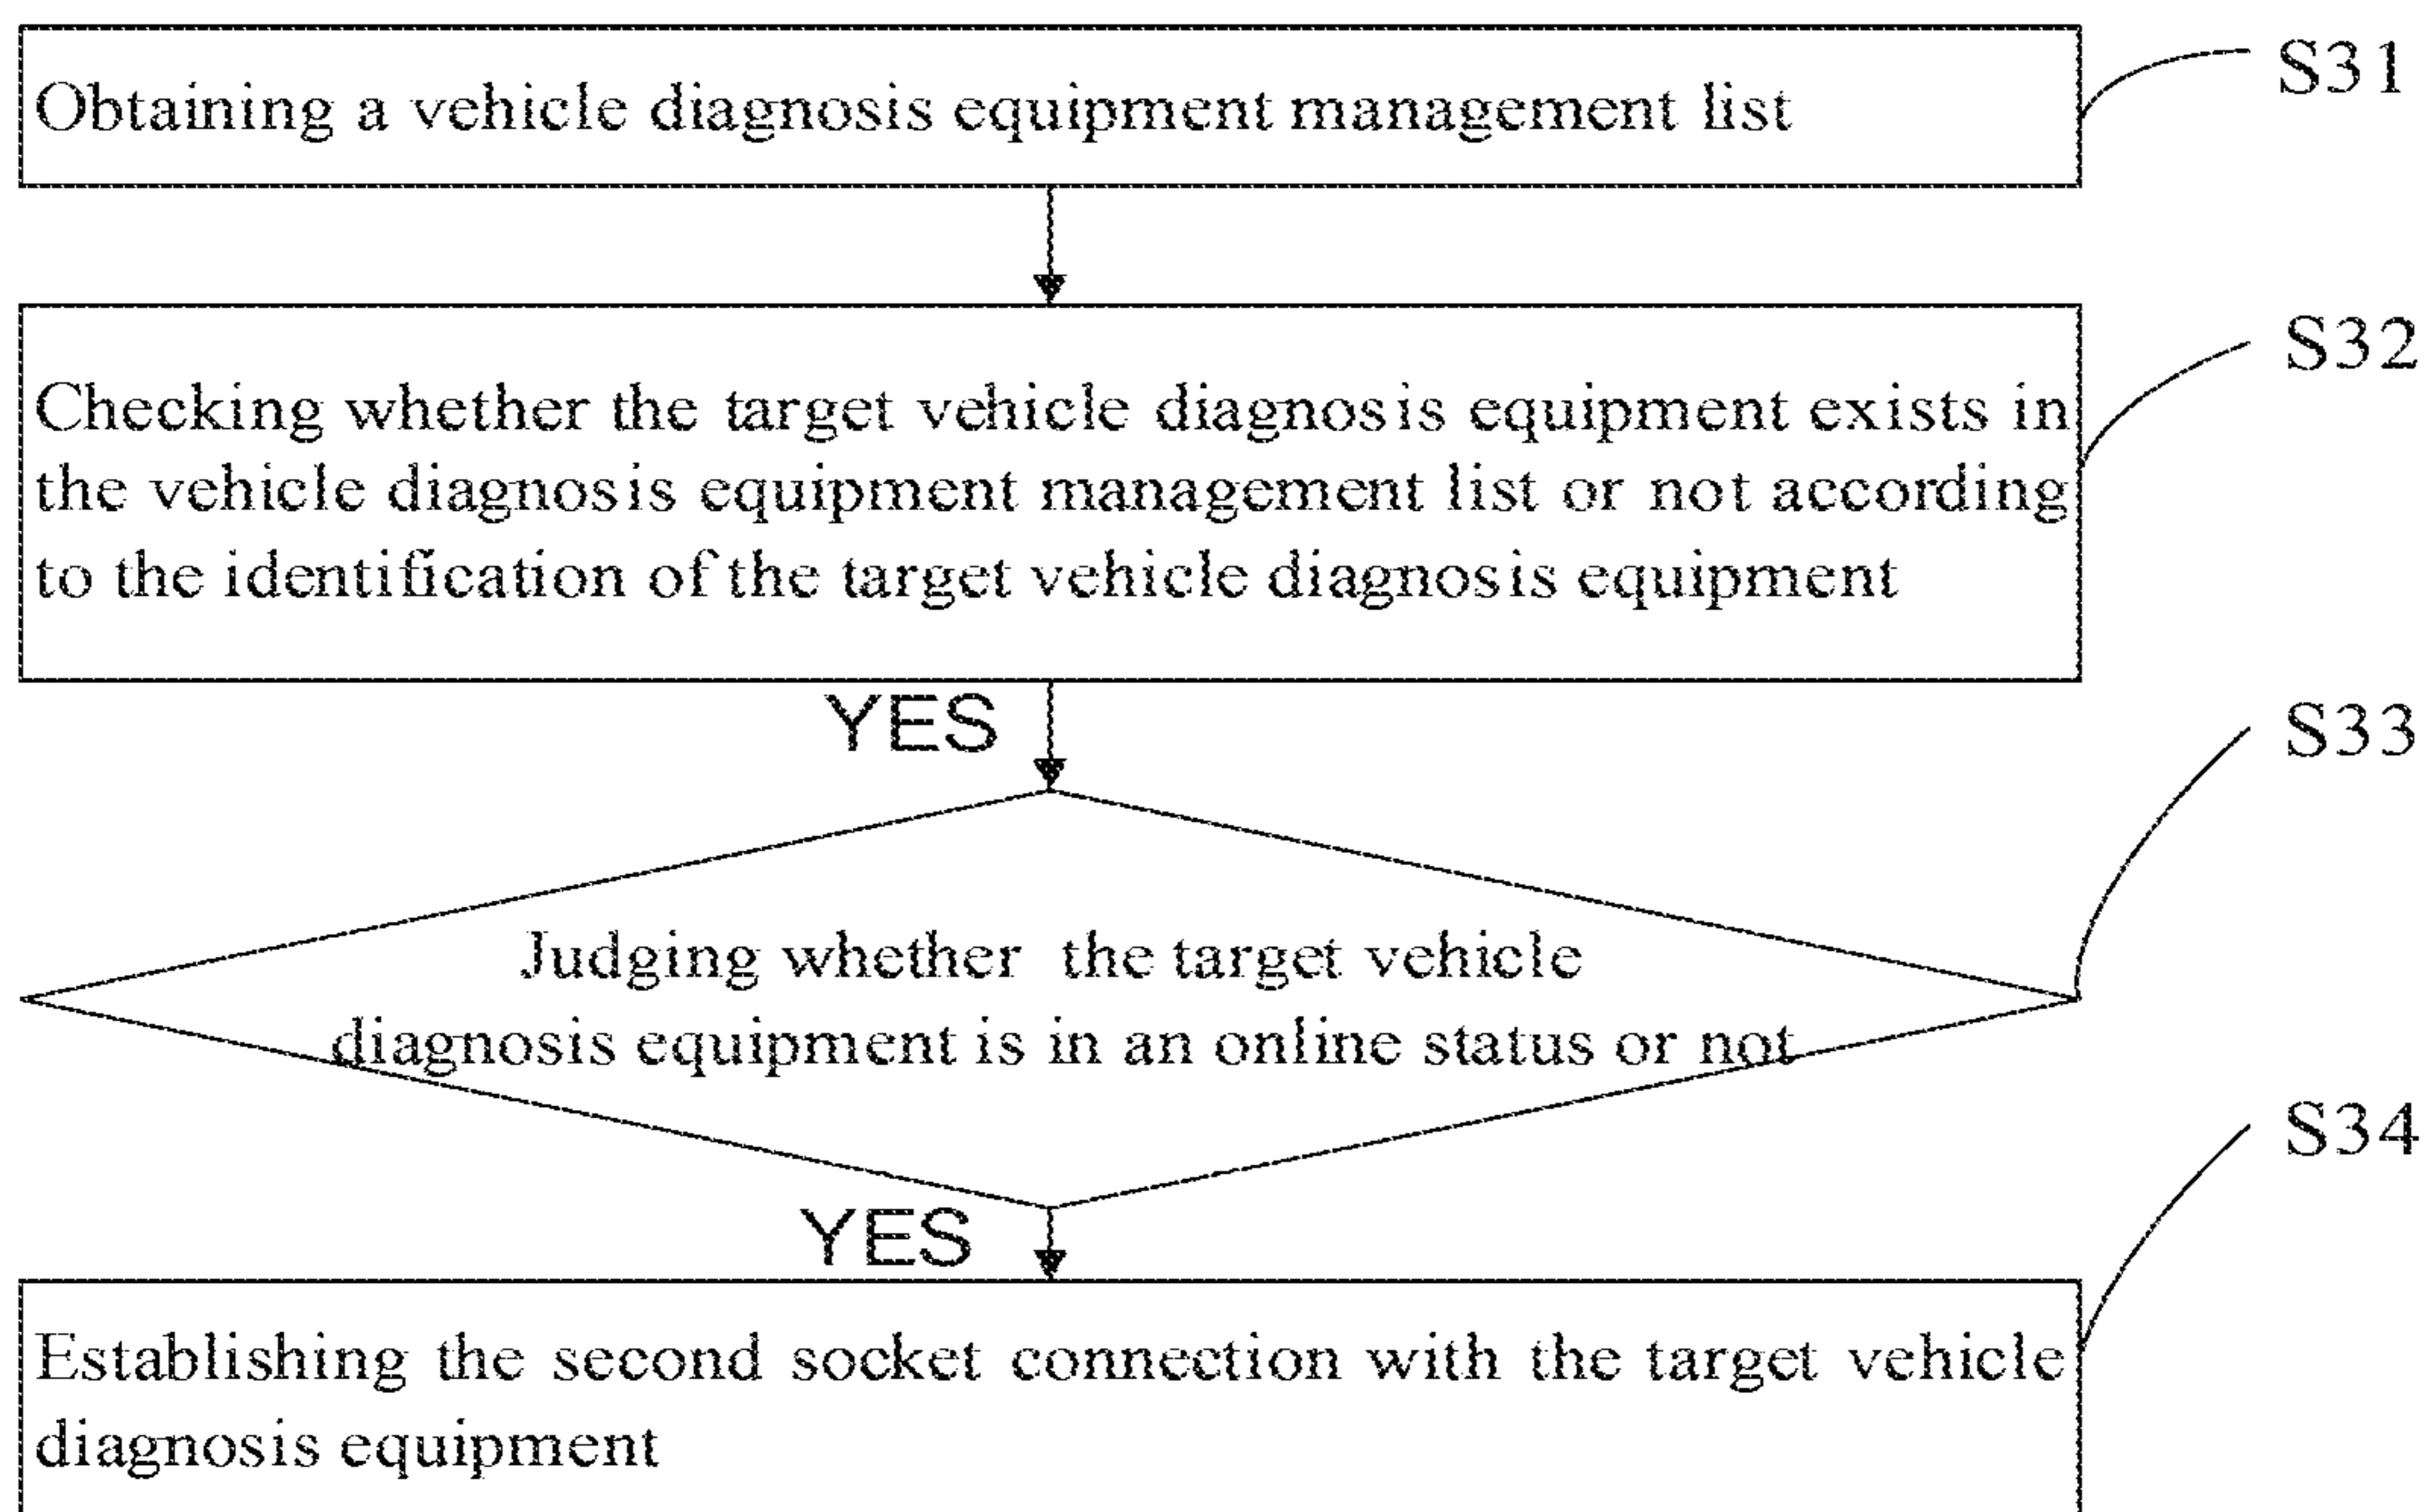 Obtaining a vehicle diagnosis equipment management list
S31
Checking whether the target vehicle diagnosis equipment exists in
the vehicle diagnosis equipment management list or not according
to the identification of the target vehicle diagnosis equipment
S32
YES
Judging whether the target vehicle
diagnosis equipment is in an online status or not
S33
YES
Establishing the second socket connection with the target vehicle
diagnosis equipment
S34